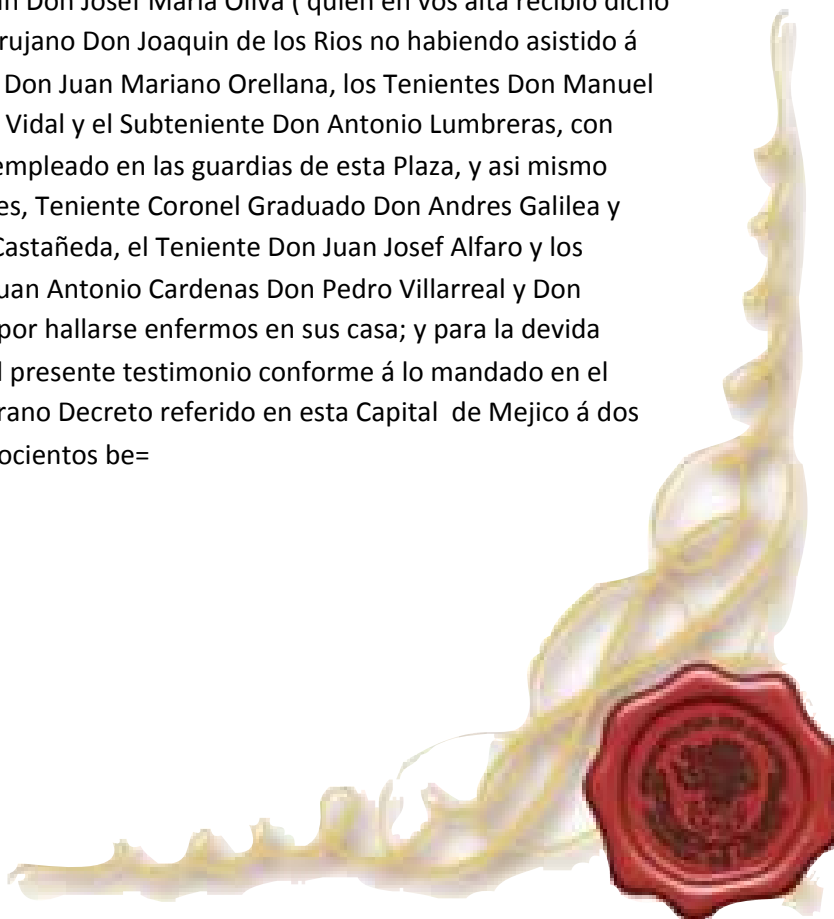 an Don Josef Maria Oliva ( quien en vos alta recibio dicho
rujano Don Joaquin de los Rios no habiendo asistido á
Don Juan Mariano Orellana, los Tenientes Don Manuel
Vidal y el Subteniente Don Antonio Lumbreras, con
empleado en las guardias de esta Plaza, y asi mismo
es, Teniente Coronel Graduado Don Andres Galilea y
Castañeda, el Teniente Don Juan Josef Alfaro y los
uan Antonio Cardenas Don Pedro Villarreal y Don
por hallarse enfermos en sus casa; y para la devida
l presente testimonio conforme á lo mandado en el
rano Decreto referido en esta Capital de Mejico á dos
ocientos be=